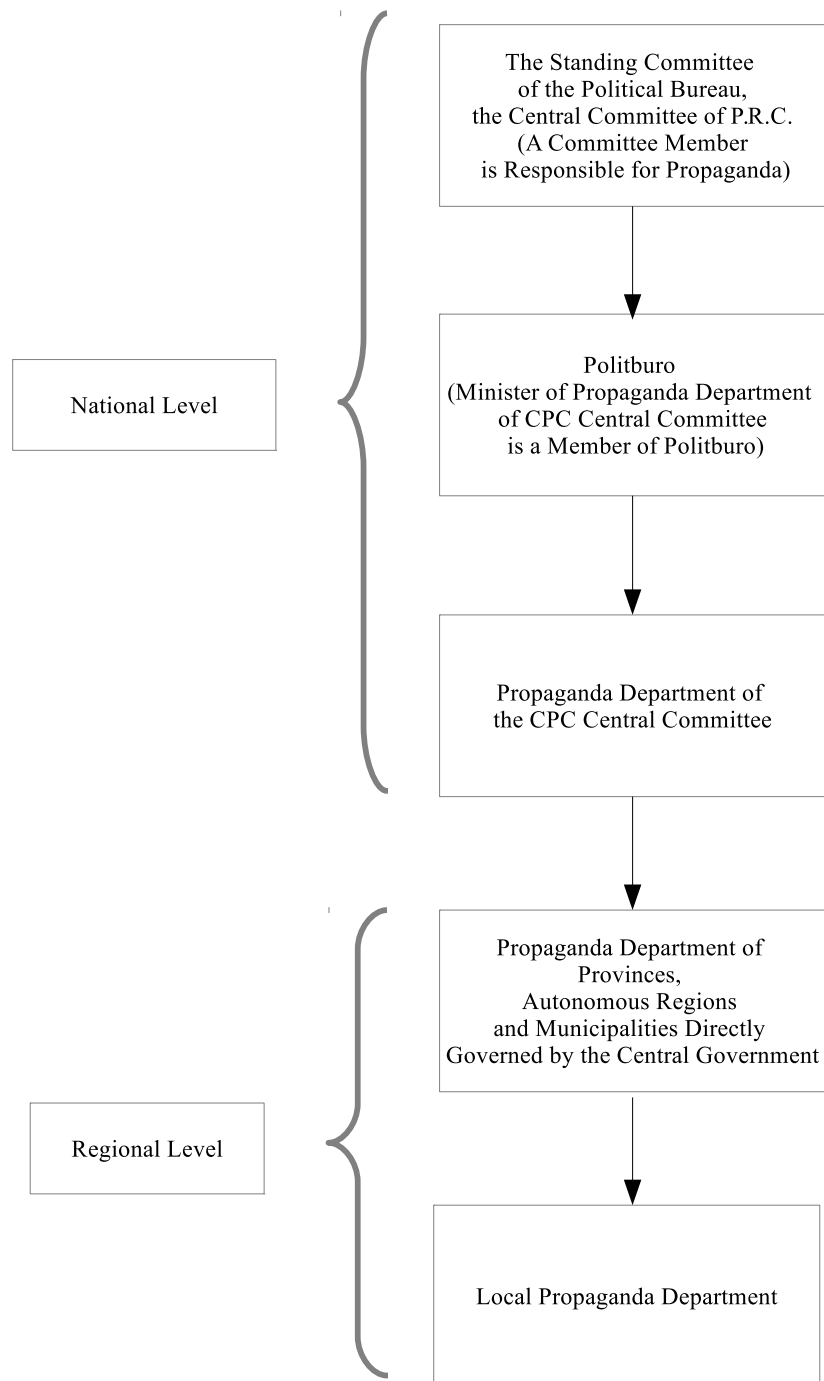 The Standing Committee
of the Political Bureau,
the Central Committee of P.R.C.
(A Committee Member
is Responsible for Propaganda)
Politburo
(Minister of Propaganda Department
of CPC Central Committee
is a Member of Politburo)
National Level
Propaganda Department of
the CPC Central Committee
Propaganda Department of
Provinces,
Autonomous Regions
and Municipalities Directly
Governed by the Central Government
Regional Level
Local Propaganda Department